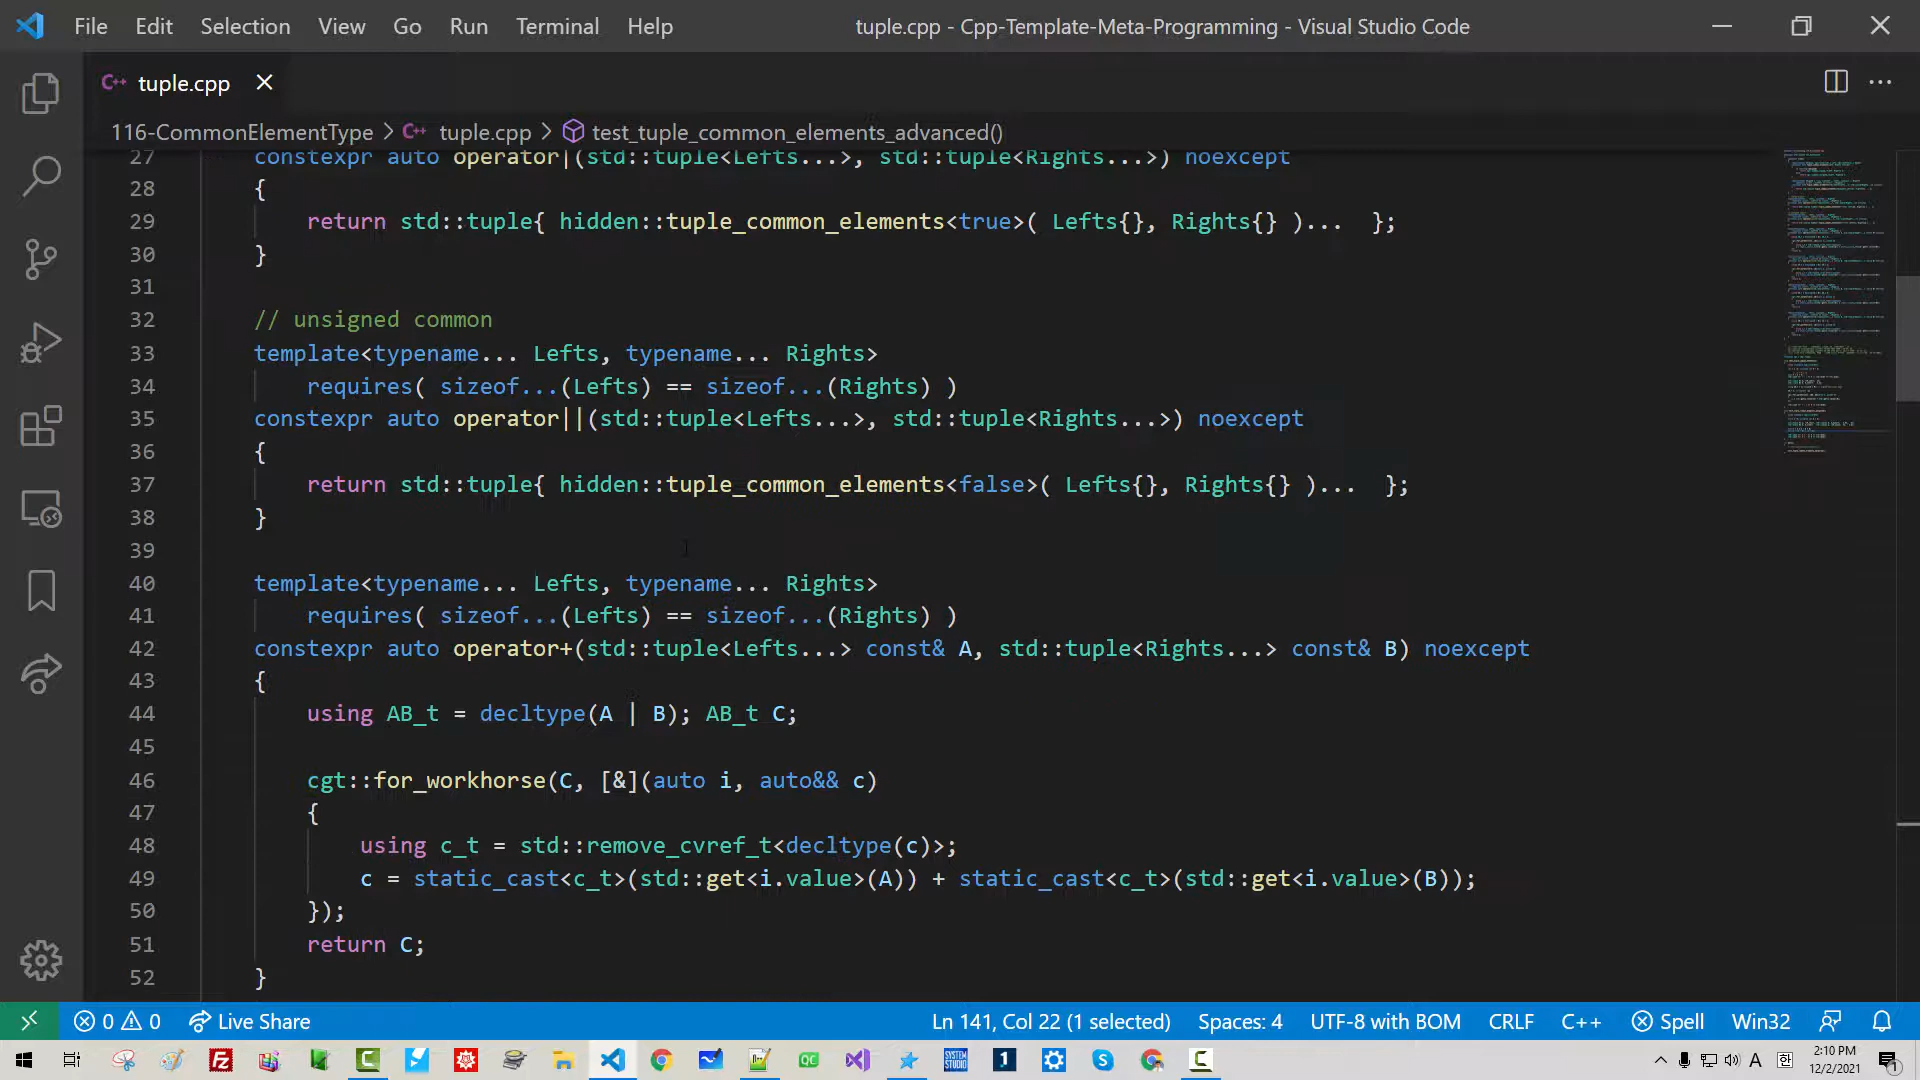 File Edit Selection View Go Run Terminal Help tuple.cpp - Cpp-Template-Meta-Programming - Visual Studio Code
C++ tuple.cpp
116-CommonElementType > C++ tuple.cpp > test_tuple_common_elements_advanced()
27 constexpr auto operator|(std::tuple<Lefts...>, std::tuple<Rights...>) noexcept
28 {
29 return std::tuple{ hidden::tuple_common_elements<true>( Lefts{}, Rights{} )... };
30 }
31
32 // unsigned common
33 template<typename... Lefts, typename... Rights>
34 requires( sizeof...(Lefts) == sizeof...(Rights) )
35 constexpr auto operator||(std::tuple<Lefts...>, std::tuple<Rights...>) noexcept
36 {
37 return std::tuple{ hidden::tuple_common_elements<false>( Lefts{}, Rights{} )... };
38 }
39
40 template<typename... Lefts, typename... Rights>
41 requires( sizeof...(Lefts) == sizeof...(Rights) )
42 constexpr auto operator+(std::tuple<Lefts...> const& A, std::tuple<Rights...> const& B) noexcept
43 {
44 using AB_t = decltype(A | B); AB_t C;
45
46 cgt::for_workhorse(C, [&](auto i, auto&& c)
47 {
48 using c_t = std::remove_cvref_t<decltype(c)>;
49 c = static_cast<c_t>(std::get<i.value>(A)) + static_cast<c_t>(std::get<i.value>(B));
50 });
51 return C;
52 }
0 0 Live Share Ln 141, Col 22 (1 selected) Spaces: 4 UTF-8 with BOM CRLF C++ Spell Win32
QC SYSTEM STUDIO 1 A 한 2:10 PM
12/2/2021